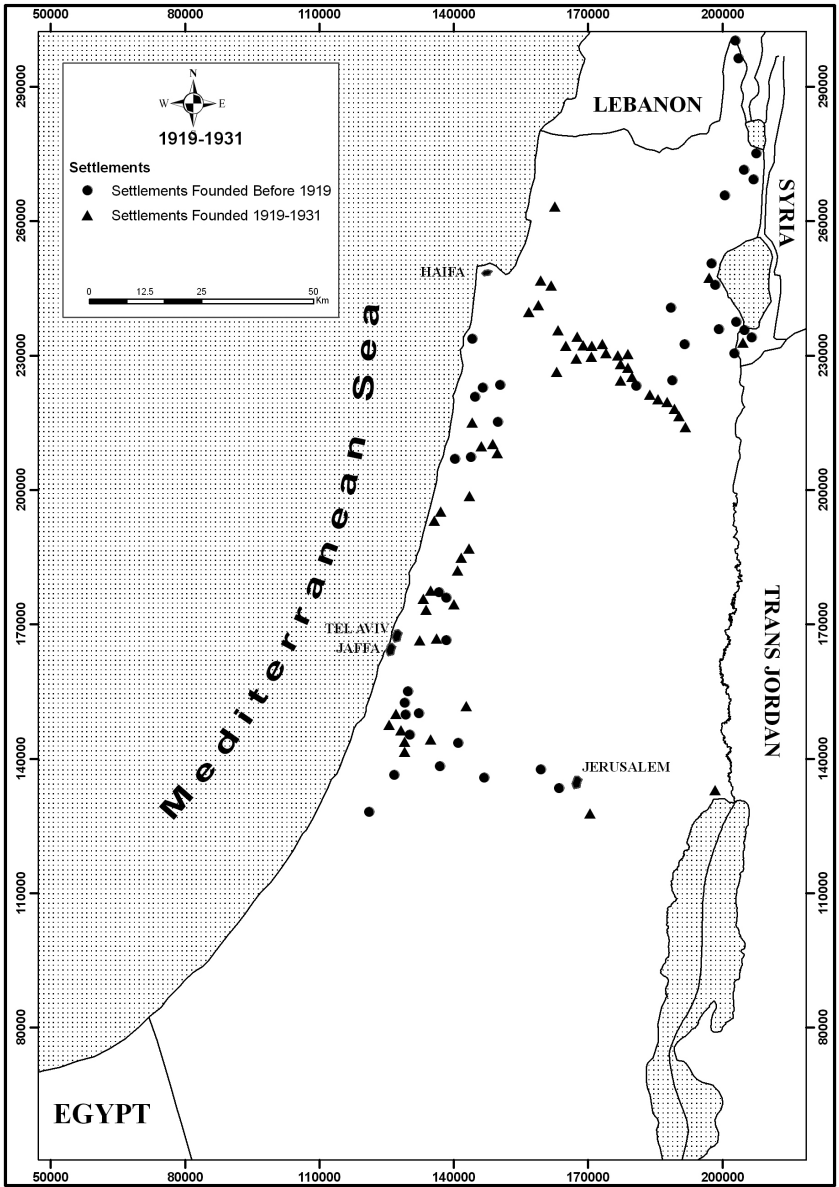 50000 80000 110000 140000 170000 200000
290000 290000
N
W E
S
1919-1931
Settlements
Settlements Founded Before 1919
Settlements Founded 1919-1931
0 12.5 25 50
Km
LEBANON
SYRIA
260000 260000
HAIFA
230000 230000
Mediterranean Sea
200000 200000
170000 170000
TEL AVIV
JAFFA
TRANS JORDAN
140000 140000
JERUSALEM
110000 110000
80000 80000
EGYPT
50000 80000 110000 140000 170000 200000